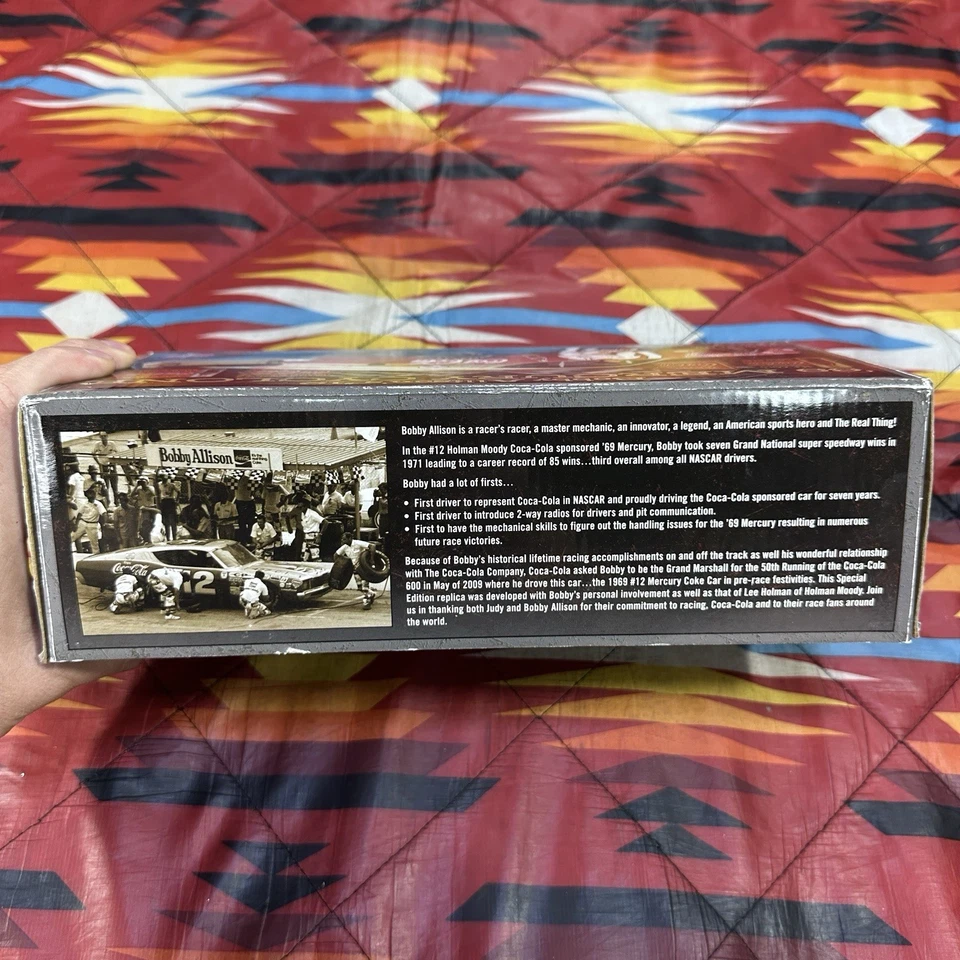 Bobby Allison
Coca-Cola
12
Bobby Allison is a racer's racer, a master mechanic, an innovator, a legend, an American sports hero and The Real Thing!
In the #12 Holman Moody Coca-Cola sponsored '69 Mercury, Bobby took seven Grand National super speedway wins in
1971 leading to a career record of 85 wins...third overall among all NASCAR drivers.
Bobby had a lot of firsts...
• First driver to represent Coca-Cola in NASCAR and proudly driving the Coca-Cola sponsored car for seven years.
• First driver to introduce 2-way radios for drivers and pit communication.
• First to have the mechanical skills to figure out the handling issues for the '69 Mercury resulting in numerous
future race victories.
Because of Bobby's historical lifetime racing accomplishments on and off the track as well his wonderful relationship
with The Coca-Cola Company, Coca-Cola asked Bobby to be the Grand Marshall for the 50th Running of the Coca-Cola
600 in May of 2009 where he drove this car...the 1969 #12 Mercury Coke Car in pre-race festivities. This Special
Edition replica was developed with Bobby's personal involvement as well as that of Lee Holman of Holman Moody. Join
us in thanking both Judy and Bobby Allison for their commitment to racing, Coca-Cola and to their race fans around
the world.